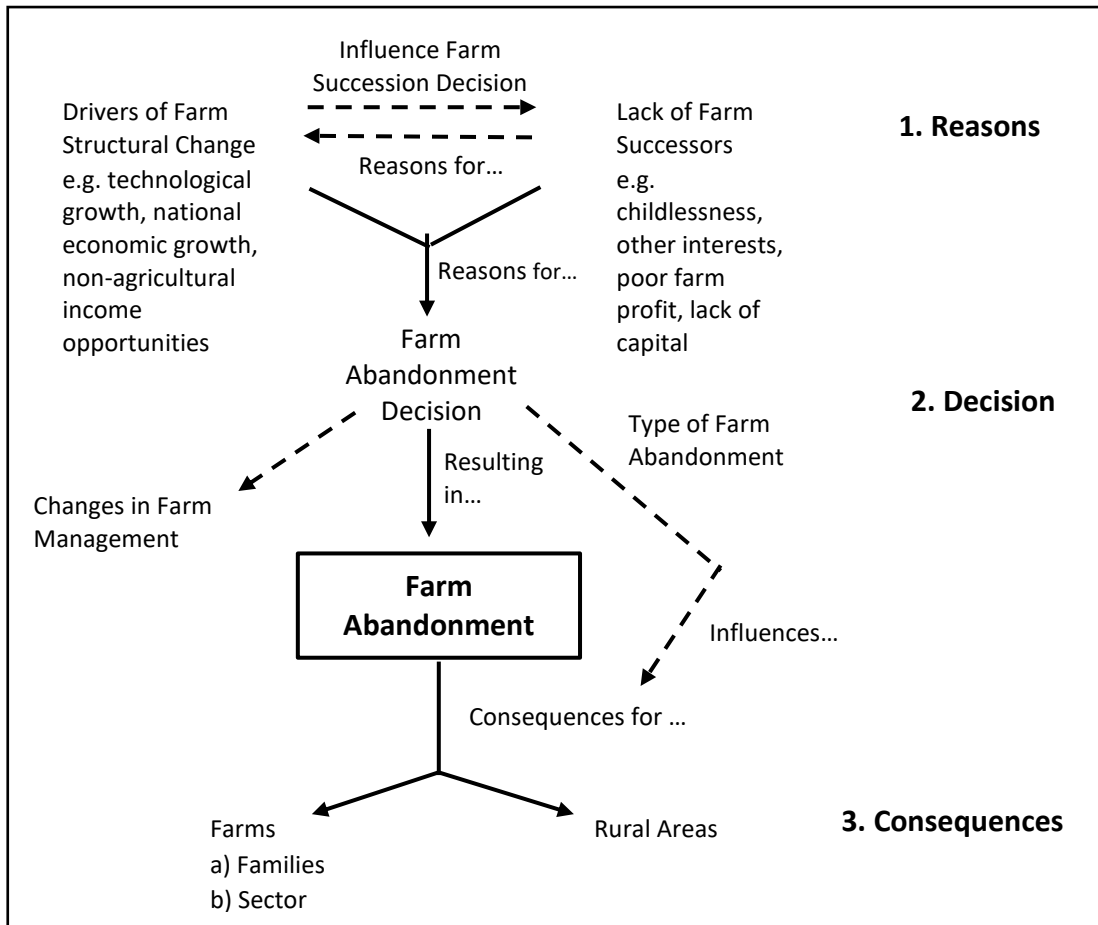 Influence Farm
Succession Decision
Drivers of Farm
Structural Change
e.g. technological
growth, national
economic growth,
non-agricultural
income
opportunities
Reasons for...
Lack of Farm
Successors
e.g.
childlessness,
other interests,
poor farm
profit, lack of
capital
1. Reasons
Reasons for...
Farm
Abandonment
Decision
2. Decision
Type of Farm
Abandonment
Resulting
in...
Changes in Farm
Management
Farm
Abandonment
Influences...
Consequences for ...
Farms
a) Families
b) Sector
Rural Areas
3. Consequences